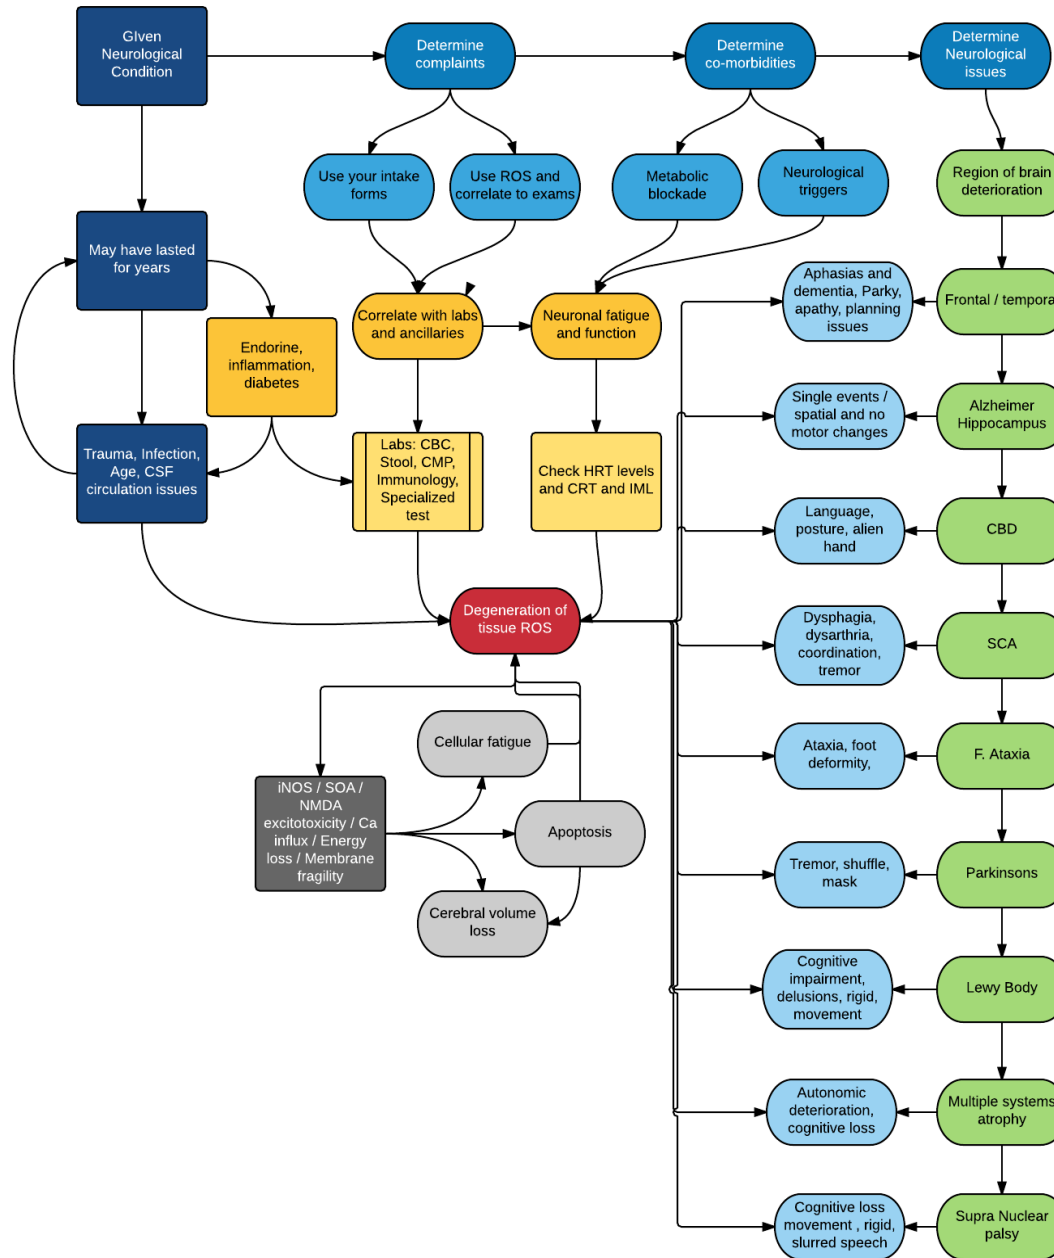 GIven
Neurological
Condition
Determine
complaints
Determine
co-morbidities
Determine
Neurological
issues
Use your intake
forms
Use ROS and
correlate to exams
Metabolic
blockade
Neurological
triggers
Region of brain
deterioration
May have lasted
for years
Aphasias and
dementia, Parky,
apathy, planning
issues
Frontal / temporal
Endorine,
inflammation,
diabetes
Correlate with labs
and ancillaries
Neuronal fatigue
and function
Single events /
spatial and no
motor changes
Alzheimer
Hippocampus
Trauma, Infection,
Age, CSF
circulation issues
Labs: CBC,
Stool, CMP,
Immunology,
Specialized
test
Check HRT levels
and CRT and IML
Language,
posture, alien
hand
CBD
Degeneration of
tissue ROS
Dysphagia,
dysarthria,
coordination,
tremor
SCA
Cellular fatigue
Ataxia, foot
deformity,
F. Ataxia
iNOS / SOA /
NMDA
excitotoxicity / Ca
influx / Energy
loss / Membrane
fragility
Apoptosis
Tremor, shuffle,
mask
Parkinsons
Cerebral volume
loss
Cognitive
impairment,
delusions, rigid,
movement
Lewy Body
Autonomic
deterioration,
cognitive loss
Multiple systems
atrophy
Cognitive loss
movement , rigid,
slurred speech
Supra Nuclear
palsy